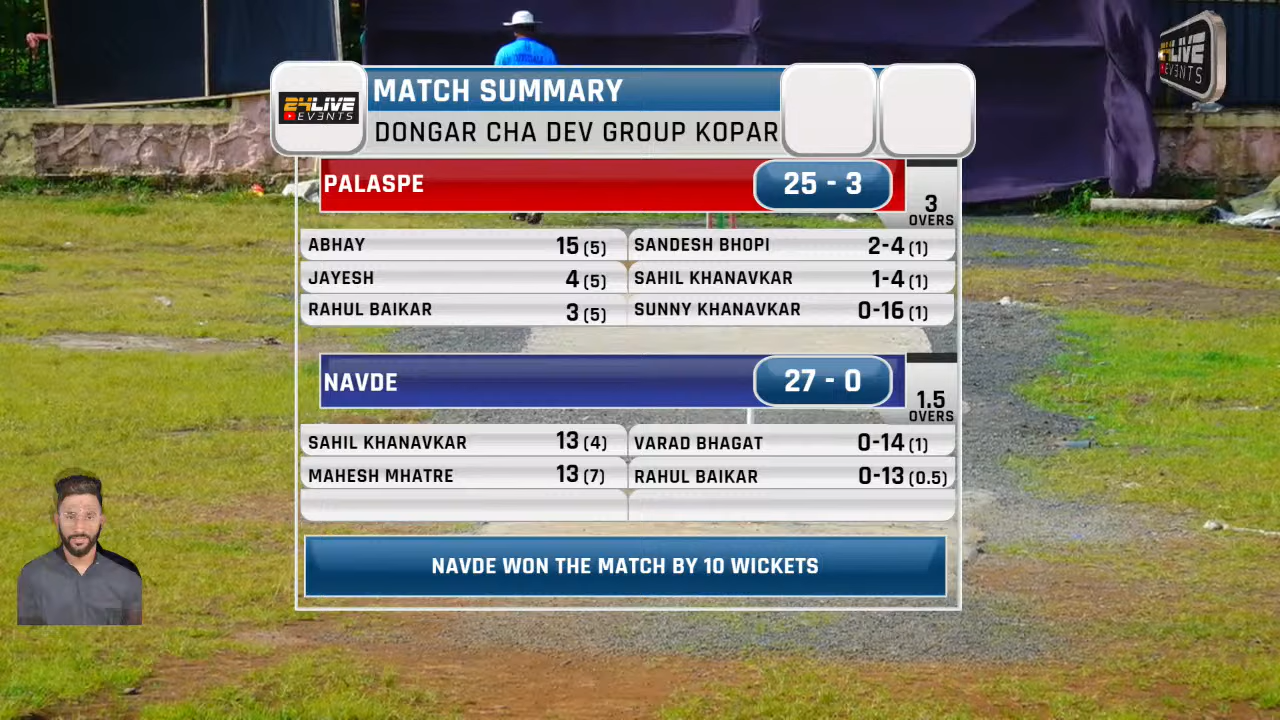 24LIVE
EVENTS
MATCH SUMMARY
DONGAR CHA DEV GROUP KOPAR
24LIVE
EVENTS
PALASPE 25 - 3
3
OVERS
ABHAY 15 (5) SANDESH BHOPI 2-4 (1)
JAYESH 4 (5) SAHIL KHANAVKAR 1-4 (1)
RAHUL BAIKAR 3 (5) SUNNY KHANAVKAR 0-16 (1)
NAVDE 27 - 0
1.5
OVERS
SAHIL KHANAVKAR 13 (4) VARAD BHAGAT 0-14 (1)
MAHESH MHATRE 13 (7) RAHUL BAIKAR 0-13 (0.5)
NAVDE WON THE MATCH BY 10 WICKETS